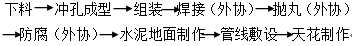 下料→冲孔成型→组装→焊接（外协）→抛丸（外协）
→防腐（外协）→水泥地面制作→管线敷设→天花制作.